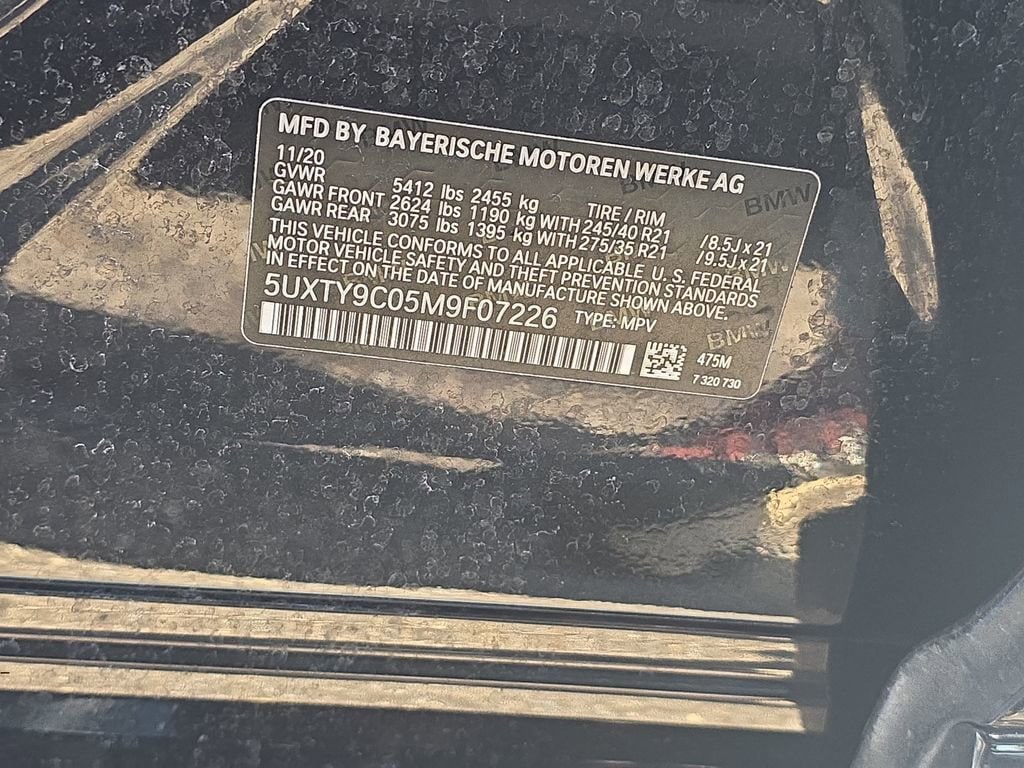 MFD BY BAYERISCHE MOTOREN WERKE AG
11/20
GVWR 5412 lbs 2455 kg TIRE / RIM
GAWR FRONT 2624 lbs 1190 kg WITH 245/40 R21 / 8.5J x 21
GAWR REAR 3075 lbs 1395 kg WITH 275/35 R21 / 9.5J x 21
THIS VEHICLE CONFORMS TO ALL APPLICABLE U. S. FEDERAL
MOTOR VEHICLE SAFETY AND THEFT PREVENTION STANDARDS
IN EFFECT ON THE DATE OF MANUFACTURE SHOWN ABOVE.
5UXTY9C05M9F07226 TYPE: MPV
475M
7 320 730
BMW
BMW